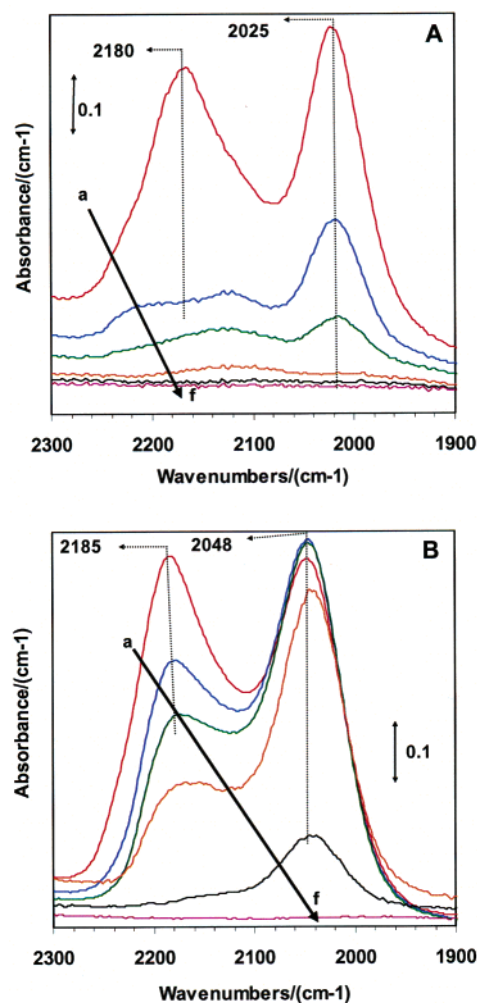 2025
A
2180
0.1
a
Absorbance/(cm-1)
f
2300 2200 2100 2000 1900
Wavenumbers/(cm-1)
2185
2048
B
a
0.1
Absorbance/(cm-1)
f
2300 2200 2100 2000 1900
Wavenumbers/(cm-1)